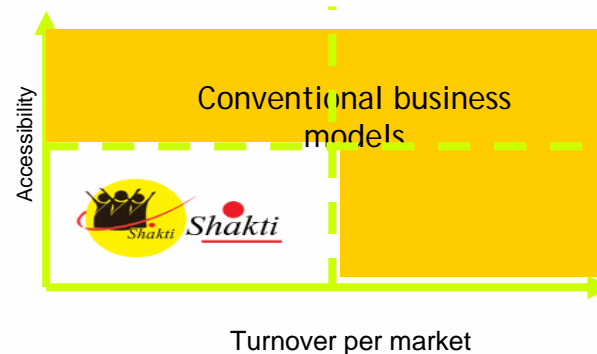 Accessibility
Conventional business
models
Shakti
Shakti
Turnover per market